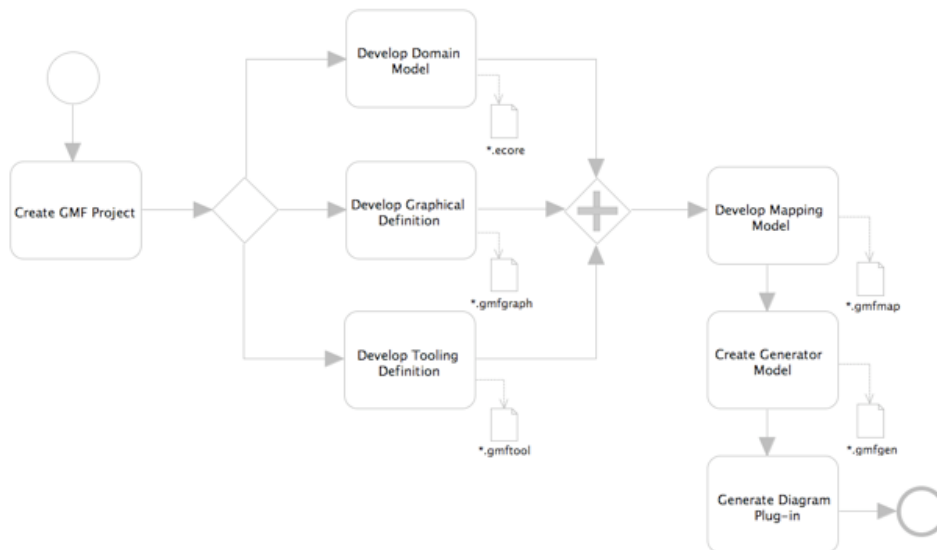 Develop Domain
Model
*.ecore
Create GMF Project
Develop Graphical
Definition
*.gmfgraph
Develop Mapping
Model
*.gmfmap
Develop Tooling
Definition
*.gmftool
Create Generator
Model
*.gmfgen
Generate Diagram
Plug-in